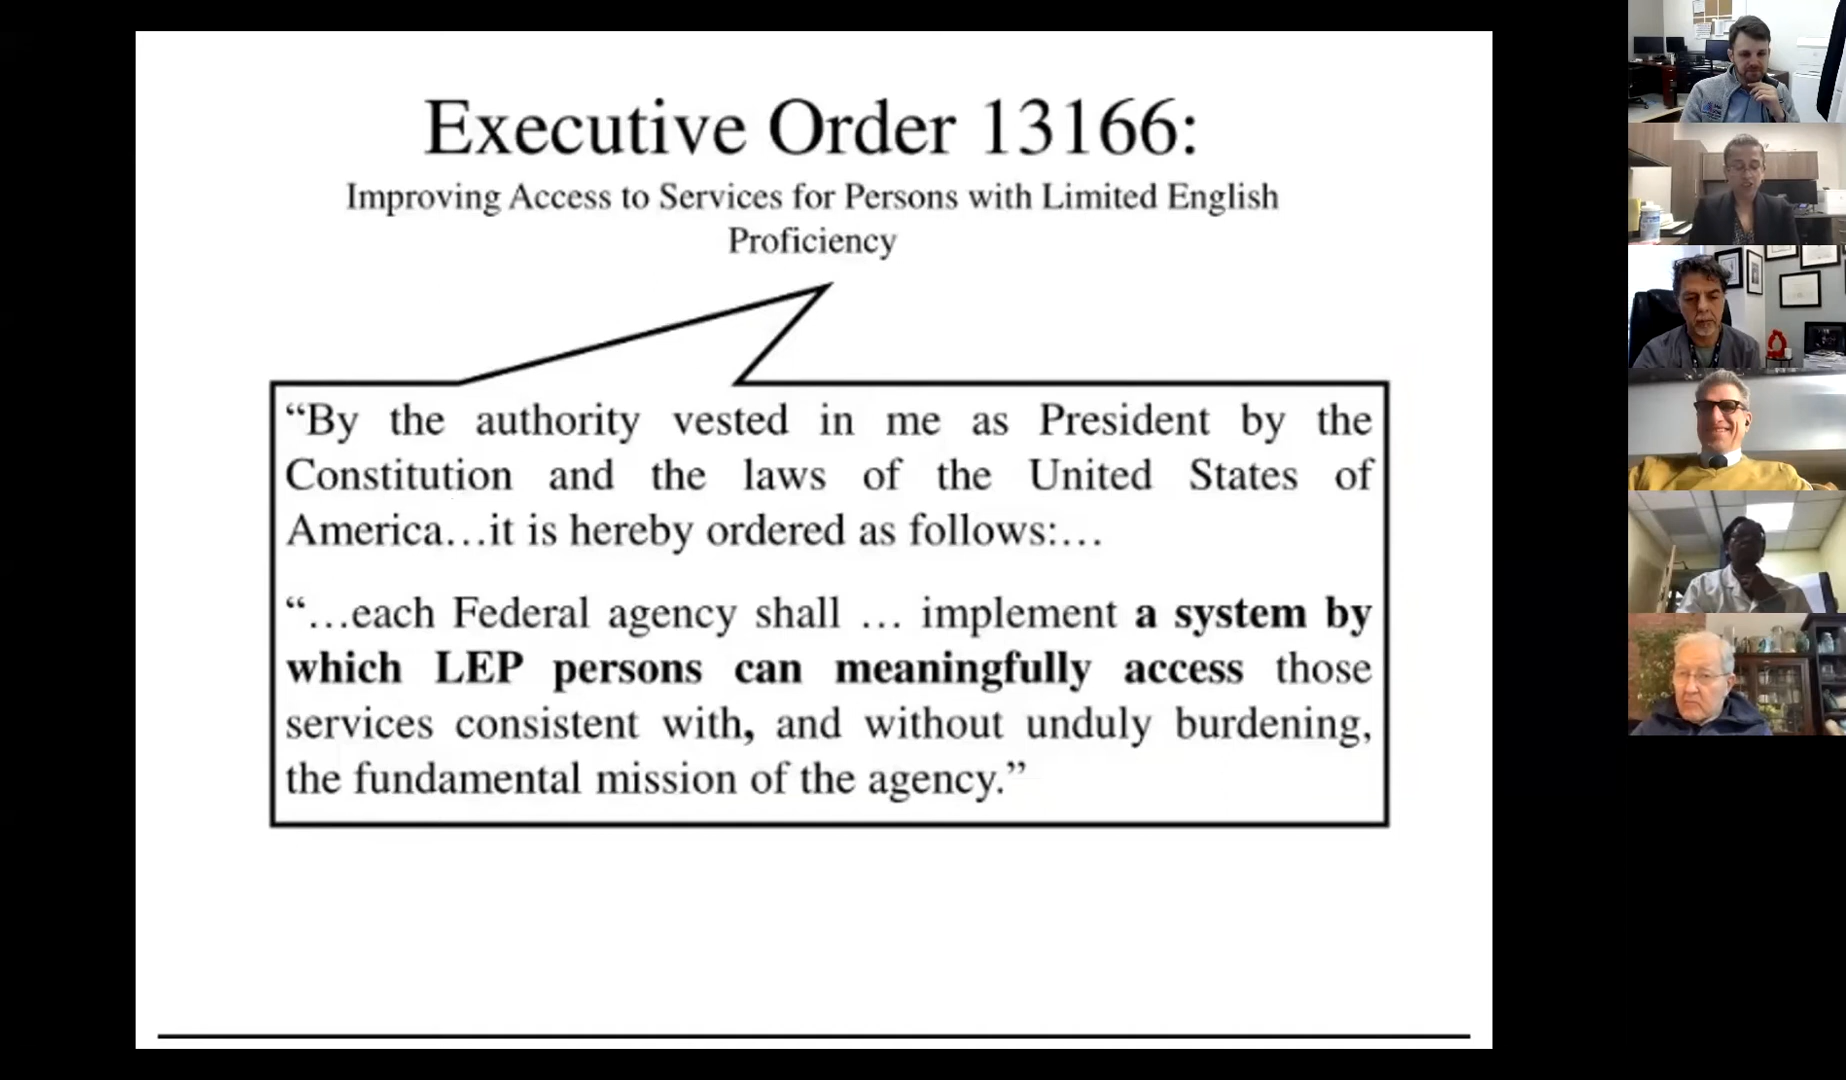 Executive Order 13166:
Improving Access to Services for Persons with Limited English
Proficiency
“By the authority vested in me as President by the
Constitution and the laws of the United States of
America…it is hereby ordered as follows:…
“…each Federal agency shall … implement a system by
which LEP persons can meaningfully access those
services consistent with, and without unduly burdening,
the fundamental mission of the agency.”